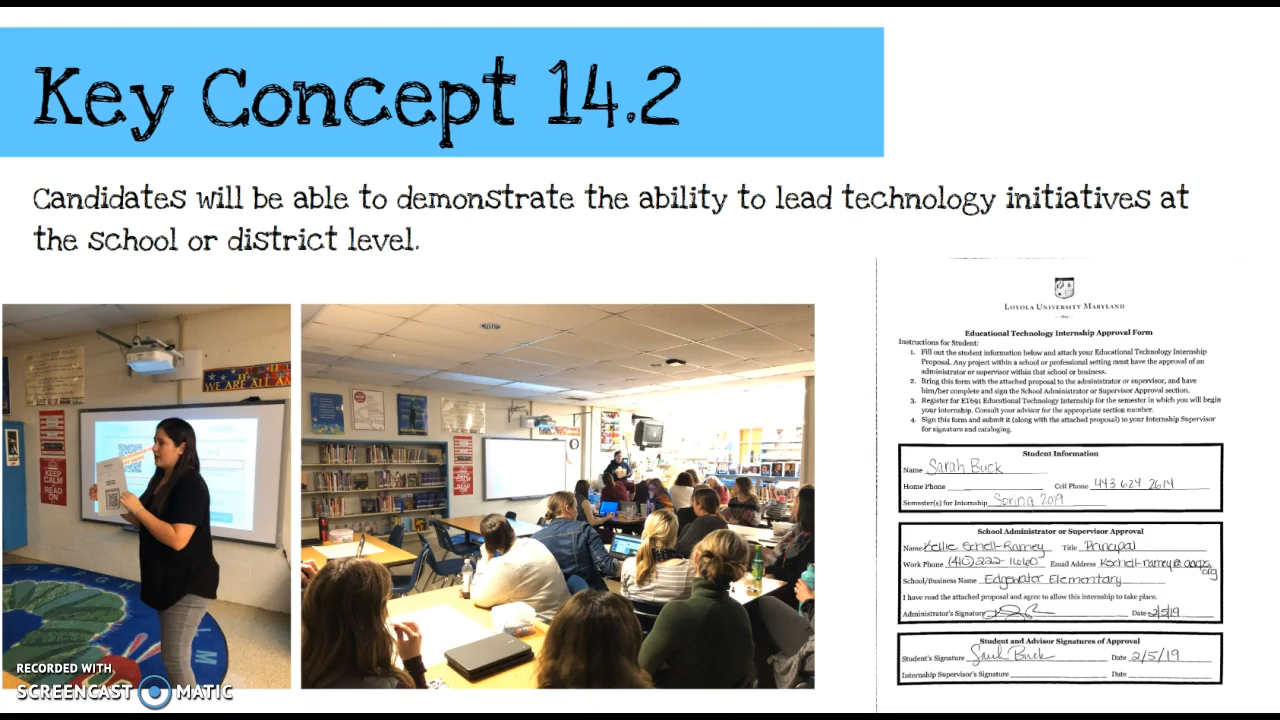 Key Concept 14.2
Candidates will be able to demonstrate the ability to lead technology initiatives at
the school or district level.
WE ARE ALL AN
KEEP
CALM
AND
READ
ON
LOYOLA UNIVERSITY MARYLAND
Educational Technology Internship Approval Form
Instructions for Student:
1. Fill out the student information below and attach your Educational Technology Internship
Proposal. Any project within a school or professional setting must have the approval of an
administrator or supervisor within that school or business.
2. Bring this form with the attached proposal to the administrator or supervisor, and have
him/her complete and sign the School Administrator or Supervisor Approval section.
3. Register for ET691 Educational Technology Internship for the semester in which you will begin
your internship. Consult your advisor for the appropriate section number.
4. Sign this form and submit it (along with the attached proposal) to your Internship Supervisor
for signature and cataloging.
Student Information
Name Sarah Buck
Home Phone Cell Phone 443 624 2614
Semester(s) for Internship Spring 2019
School Administrator or Supervisor Approval
Name Kellie Schell-Ramey Title Principal
Work Phone (410) 222-1660 Email Address
School/Business Name Edgewater Elementary
I have read the attached proposal and agree to allow this internship to take place.
Administrator's Signature Date 2/5/19
Student and Advisor Signatures of Approval
Student's Signature Sarah Buck Date 2/5/19
Internship Supervisor's Signature Date
RECORDED WITH
SCREENCAST MATIC